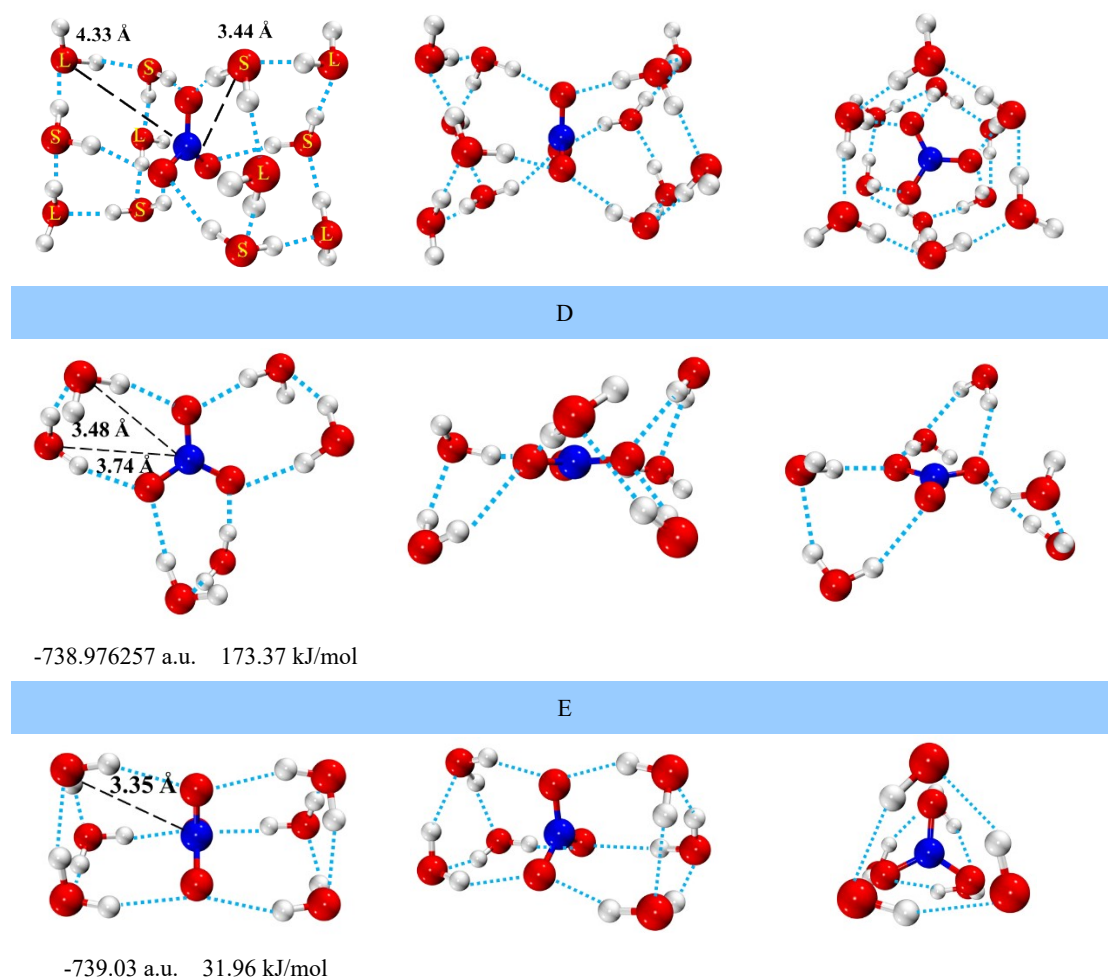 4.33 Å 3.44 Å
L S S L
S L S
L
L S S L
D
3.48 Å
3.74 Å
-738.976257 a.u. 173.37 kJ/mol
E
3.35 Å
-739.03 a.u. 31.96 kJ/mol